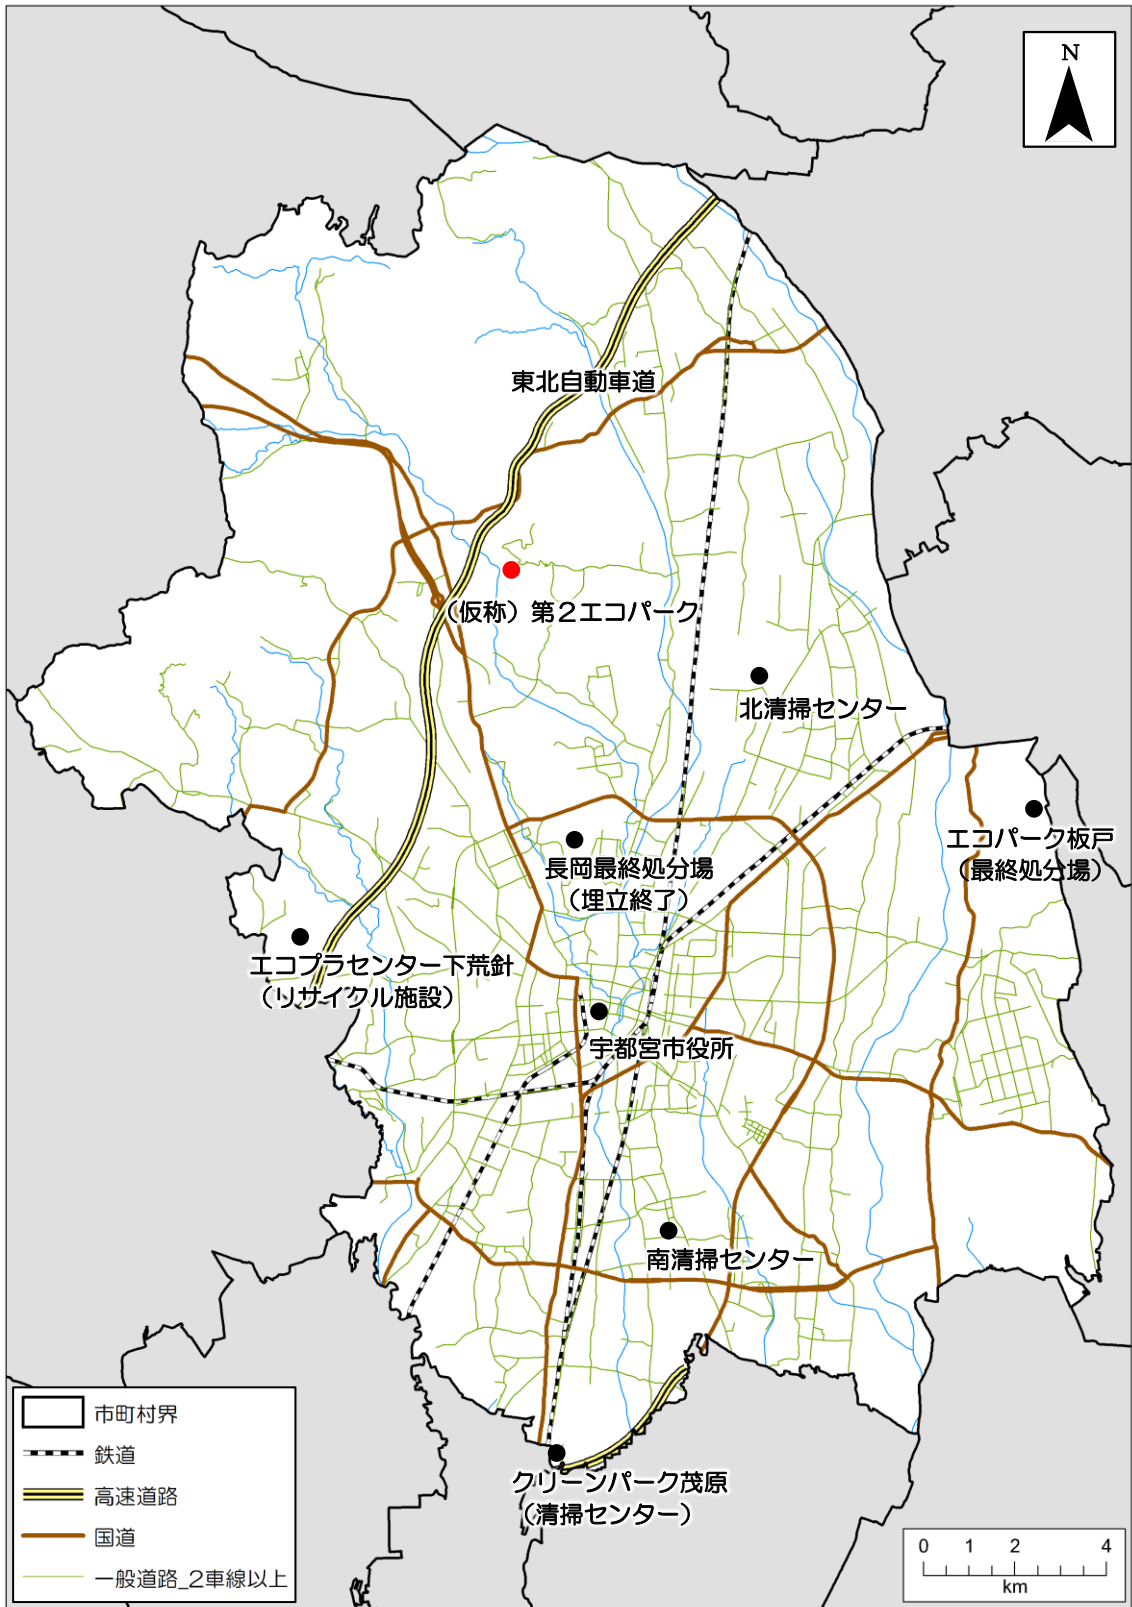 N
東北自動車道
(仮称)第2エコパーク
北清掃センター
エコパーク板戸
(最終処分場)
長岡最終処分場
(埋立終了)
エコプラセンター下荒針
(リサイクル施設)
宇都宮市役所
南清掃センター
クリーンパーク茂原
(清掃センター)
市町村界
鉄道
高速道路
国道
一般道路_2車線以上
0 1 2 4
km